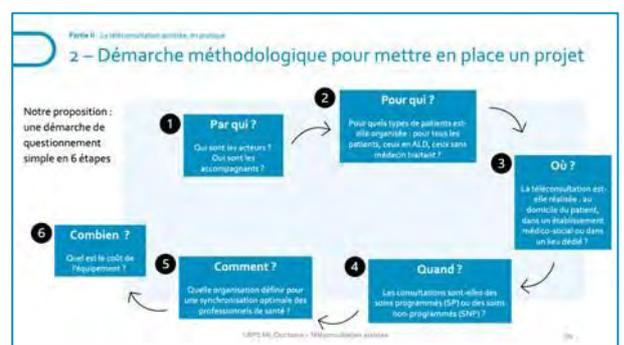 Partie II - La téléconsultation assistée, en pratique
2 – Démarche méthodologique pour mettre en place un projet
Notre proposition :
une démarche de
questionnement
simple en 6 étapes
1
Par qui ?
Qui sont les acteurs ?
Qui sont les
accompagnants ?
2
Pour qui ?
Pour quels types de patients est-
elle organisée : pour tous les
patients, ceux en ALD, ceux sans
médecin traitant ?
3
Où ?
La téléconsultation est-
elle réalisée : au
domicile du patient,
dans un établissement
médico-social ou dans
un lieu dédié ?
4
Quand ?
Les consultations sont-elles des
soins programmés (SP) ou des soins
non-programmés (SNP) ?
5
Comment ?
Quelle organisation définir pour
une synchronisation optimale des
professionnels de santé ?
6
Combien ?
Quel est le coût de
l'équipement ?
URPS ML Occitanie – Téléconsultation assistée